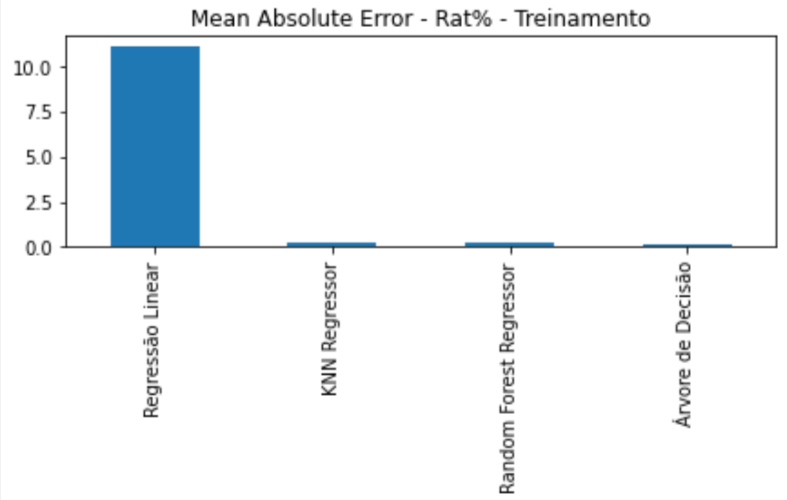 Mean Absolute Error - Rat% - Treinamento
10.0
7.5
5.0
2.5
0.0
Regressão Linear
KNN Regressor
Random Forest Regressor
Árvore de Decisão